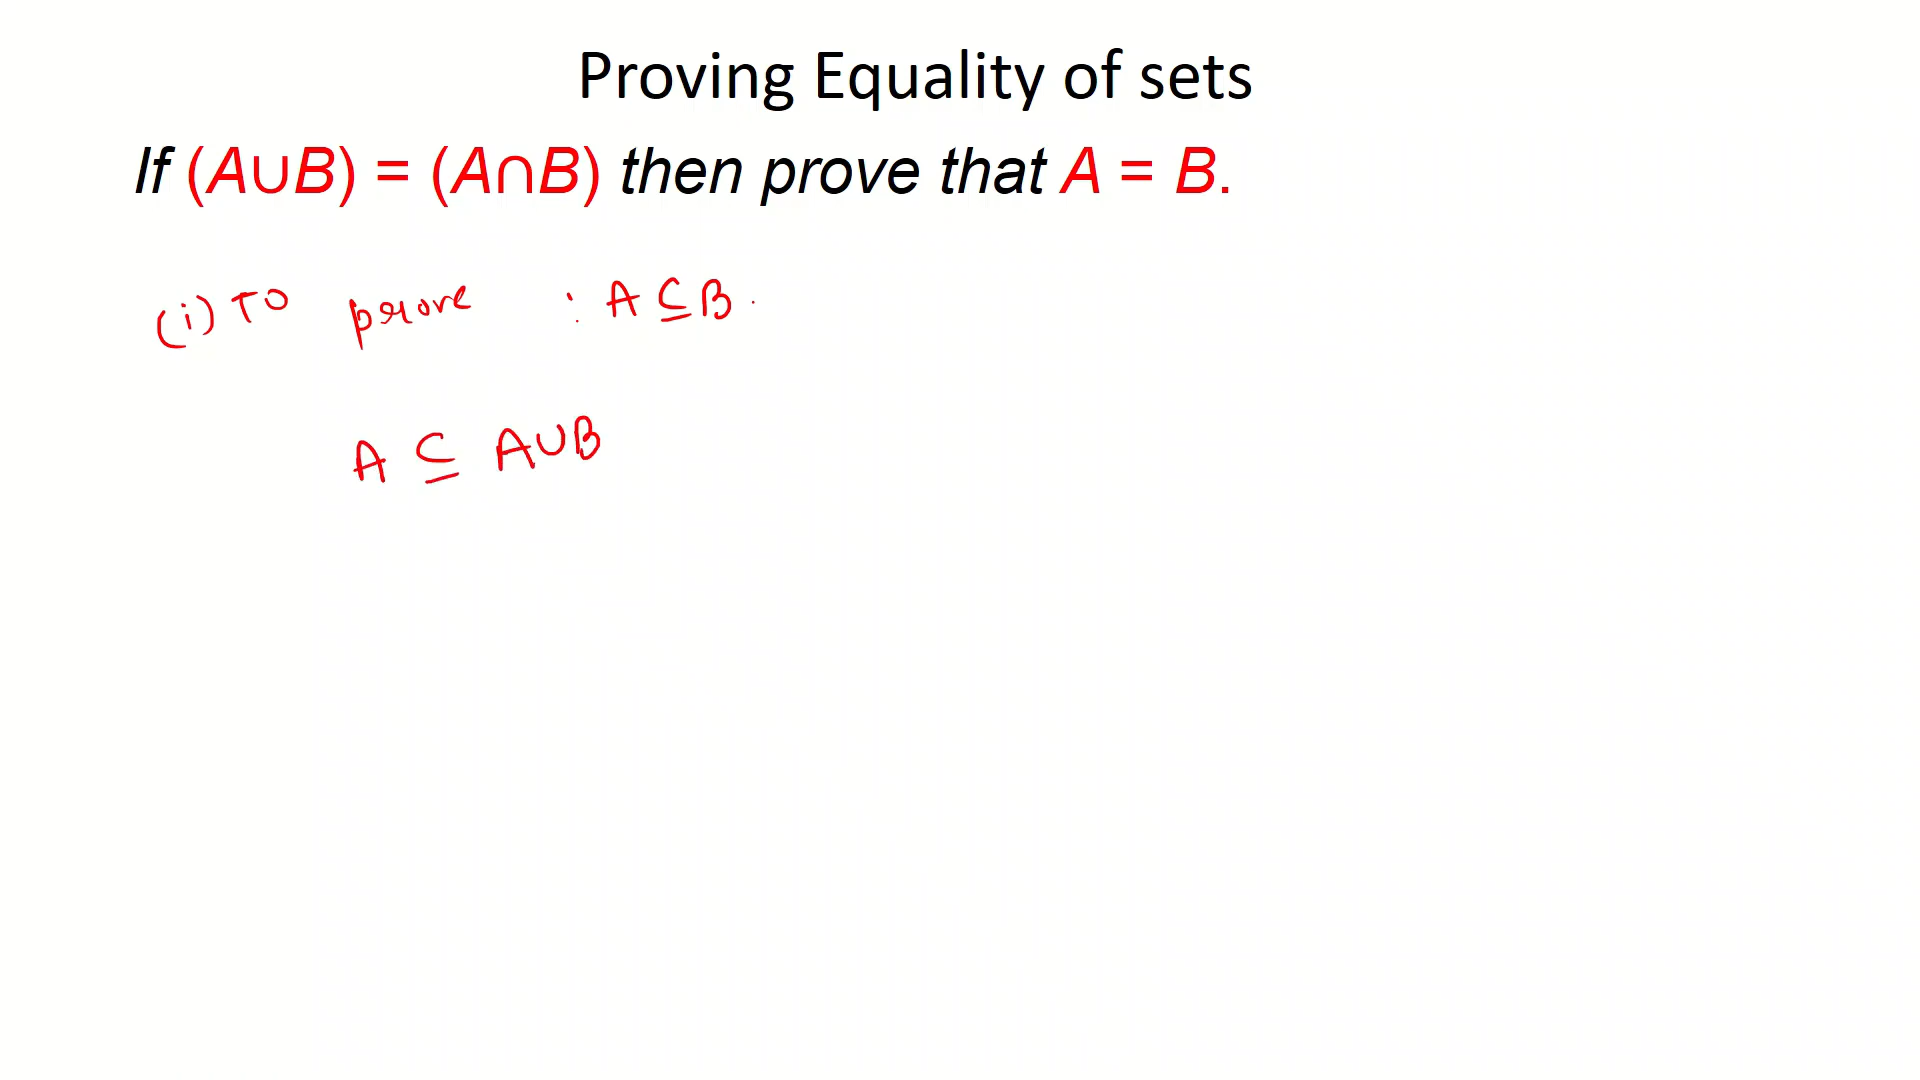 Proving Equality of sets
If (A∪B) = (A∩B) then prove that A = B.
(i) TO prove : A ⊆ B.
A ⊆ A∪B